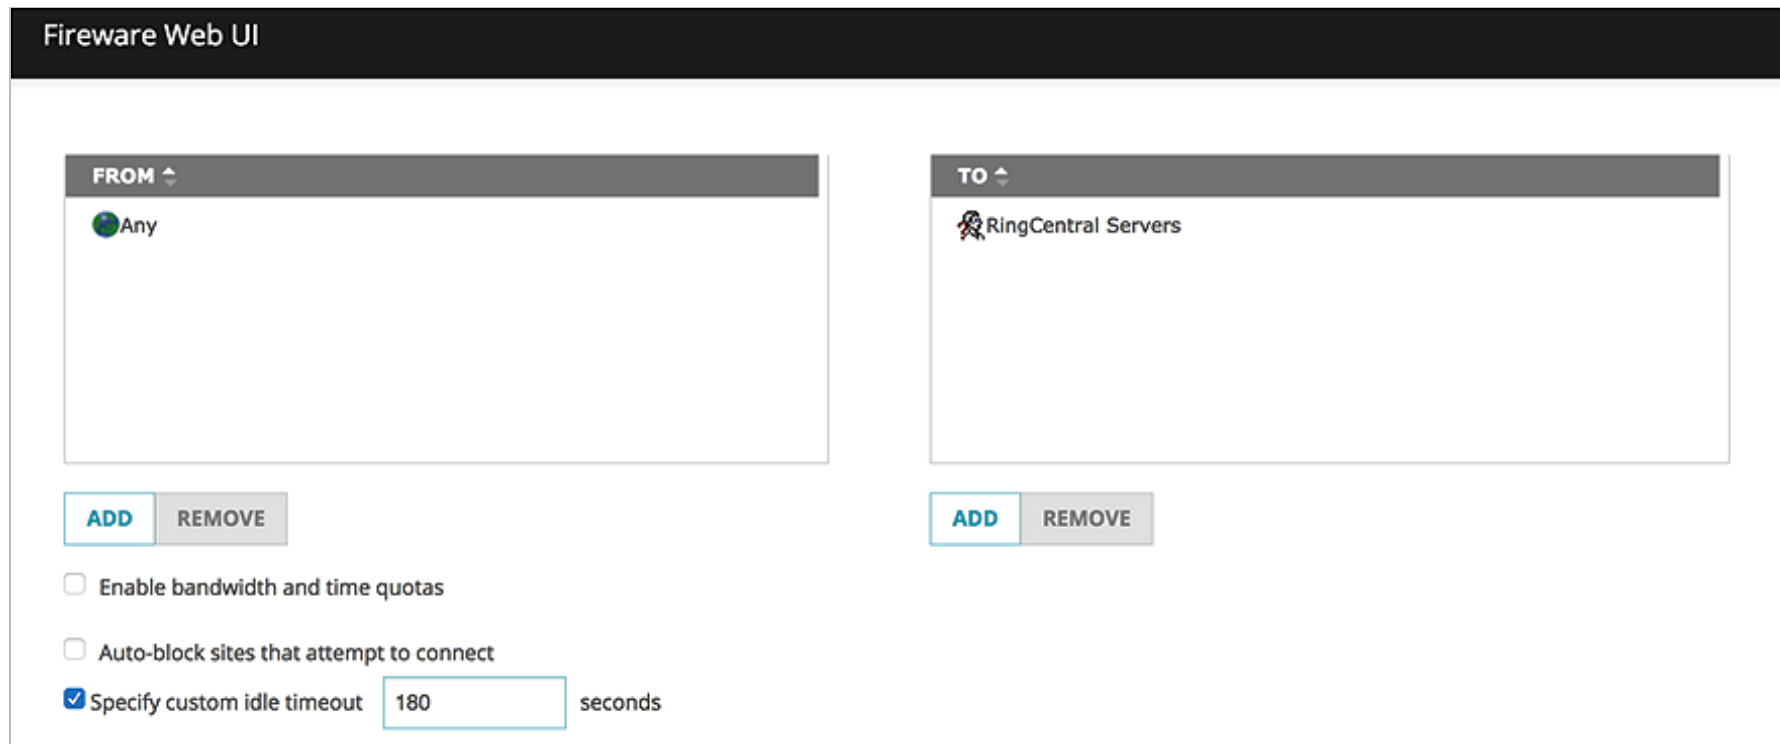 Fireware Web UI
FROM
TO
Any
RingCentral Servers
ADD REMOVE
ADD REMOVE
Enable bandwidth and time quotas
Auto-block sites that attempt to connect
Specify custom idle timeout 180 seconds